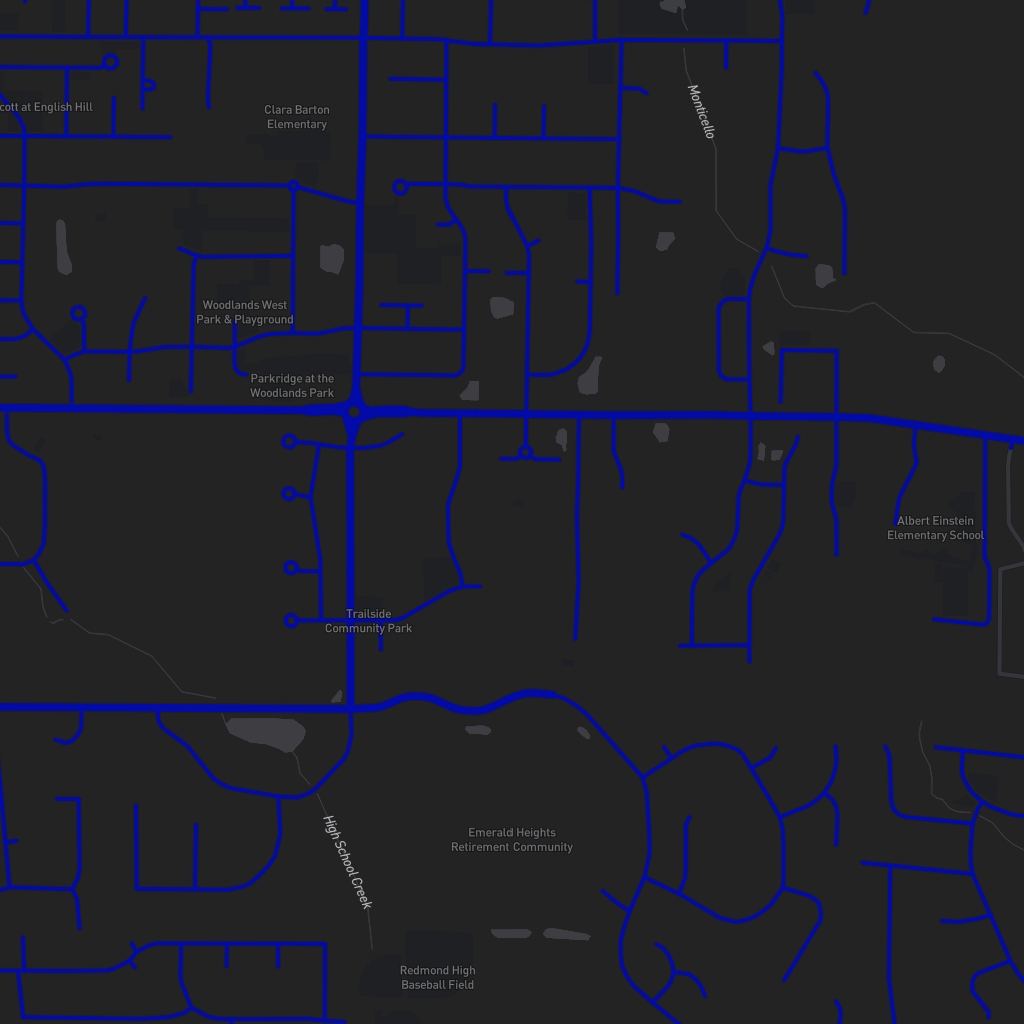 cott at English Hill
Clara Barton
Elementary
Monticello
Woodlands West
Park & Playground
Parkridge at the
Woodlands Park
Albert Einstein
Elementary School
Trailside
Community Park
High School Creek
Emerald Heights
Retirement Community
Redmond High
Baseball Field